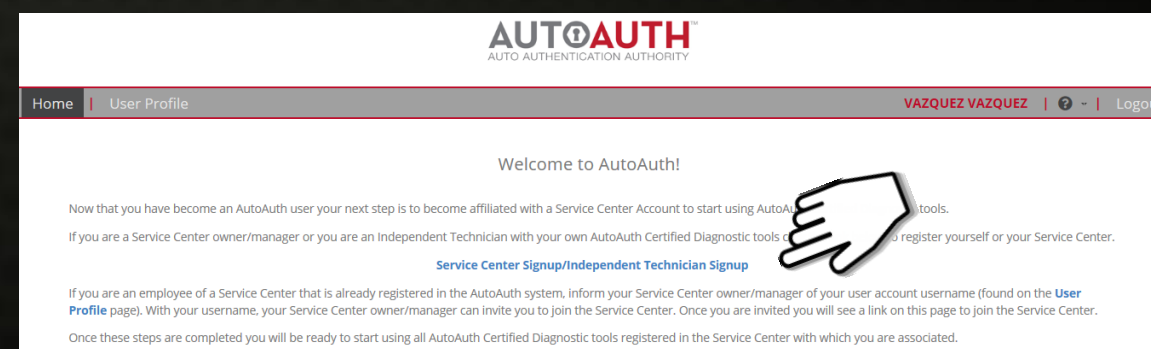 AUTOAUTH™
AUTO AUTHENTICATION AUTHORITY
Home | User Profile VAZQUEZ VAZQUEZ | ? - | Logou
Welcome to AutoAuth!
Now that you have become an AutoAuth user your next step is to become affiliated with a Service Center Account to start using AutoAu tools.
If you are a Service Center owner/manager or you are an Independent Technician with your own AutoAuth Certified Diagnostic tools register yourself or your Service Center.
Service Center Signup/Independent Technician Signup
If you are an employee of a Service Center that is already registered in the AutoAuth system, inform your Service Center owner/manager of your user account username (found on the User
Profile page). With your username, your Service Center owner/manager can invite you to join the Service Center. Once you are invited you will see a link on this page to join the Service Center.
Once these steps are completed you will be ready to start using all AutoAuth Certified Diagnostic tools registered in the Service Center with which you are associated.